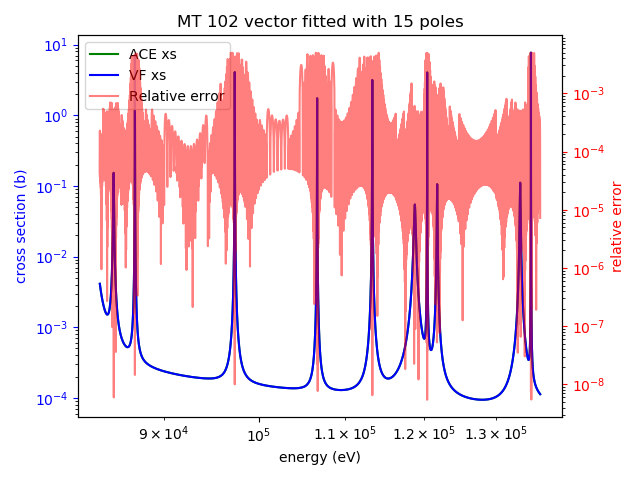 MT 102 vector fitted with 15 poles
ACE xs
VF xs
Relative error
cross section (b)
10¹
10⁰
10⁻¹
10⁻²
10⁻³
10⁻⁴
10⁻³
10⁻⁴
10⁻⁵
10⁻⁶
10⁻⁷
10⁻⁸
relative error
9 × 10⁴
10⁵
1.1 × 10⁵
1.2 × 10⁵
1.3 × 10⁵
energy (eV)